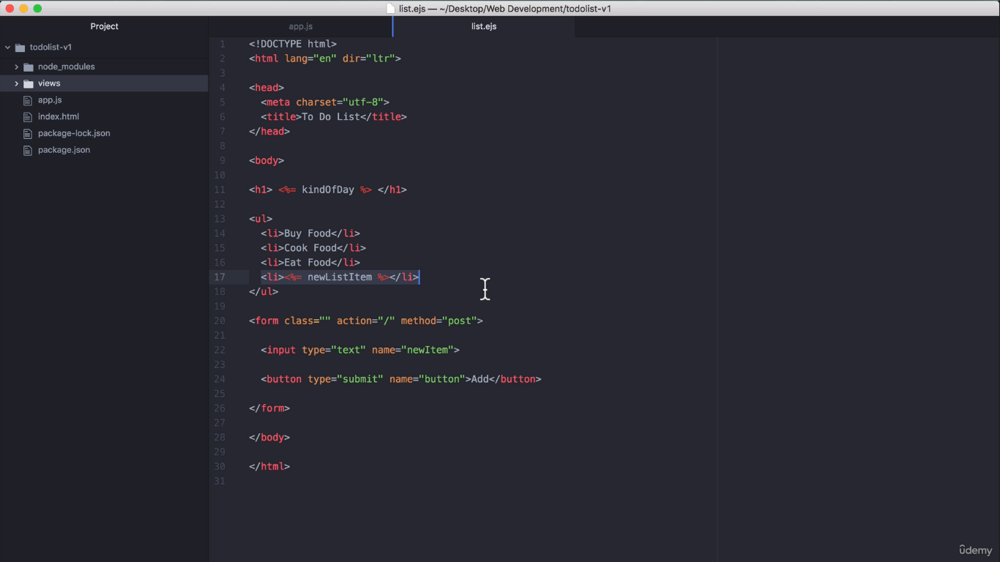 list.ejs — ~/Desktop/Web Development/todolist-v1
Project
app.js
list.ejs
todolist-v1
node_modules
views
app.js
index.html
package-lock.json
package.json
1 <!DOCTYPE html>
2 <html lang="en" dir="ltr">
3
4 <head>
5   <meta charset="utf-8">
6   <title>To Do List</title>
7 </head>
8
9 <body>
10
11 <h1> <%= kindOfDay %> </h1>
12
13 <ul>
14   <li>Buy Food</li>
15   <li>Cook Food</li>
16   <li>Eat Food</li>
17   <li><%= newListItem %></li>
18 </ul>
19
20 <form class="" action="/" method="post">
21
22   <input type="text" name="newItem">
23
24   <button type="submit" name="button">Add</button>
25
26 </form>
27
28 </body>
29
30 </html>
31
ûdemy